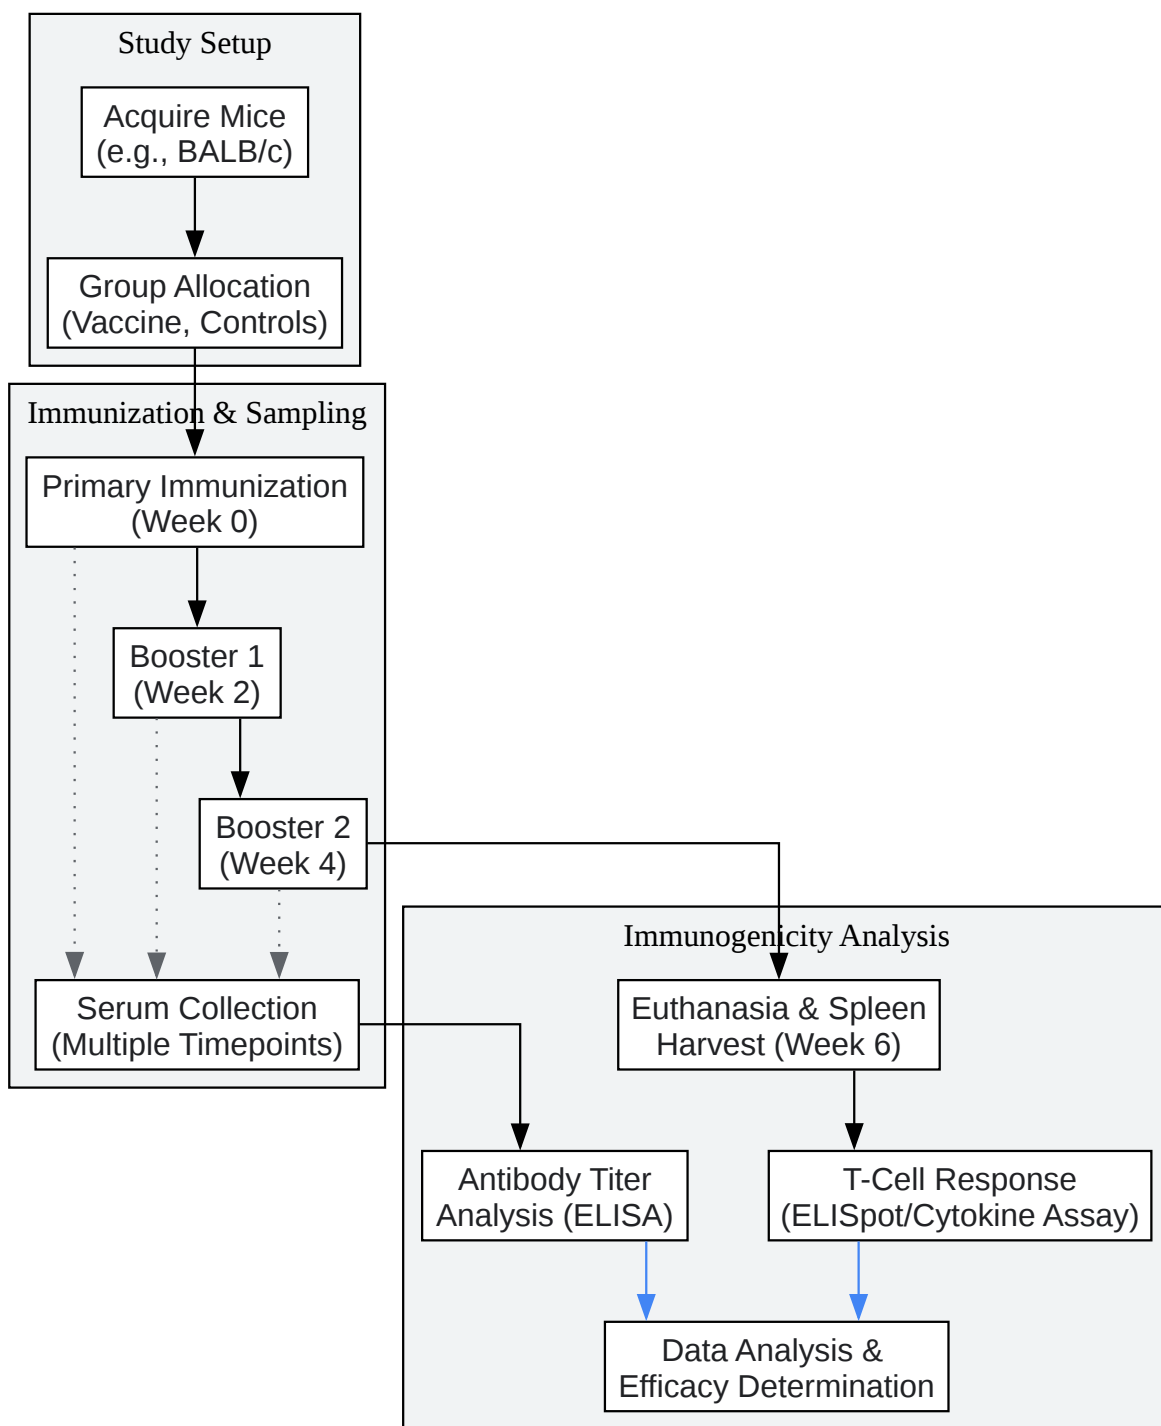 Study Setup
Acquire Mice
(e.g., BALB/c)
Group Allocation
(Vaccine, Controls)
Immunization & Sampling
Primary Immunization
(Week 0)
Booster 1
(Week 2)
Booster 2
(Week 4)
Serum Collection
(Multiple Timepoints)
Immunogenicity Analysis
Euthanasia & Spleen
Harvest (Week 6)
Antibody Titer
Analysis (ELISA)
T-Cell Response
(ELISpot/Cytokine Assay)
Data Analysis &
Efficacy Determination